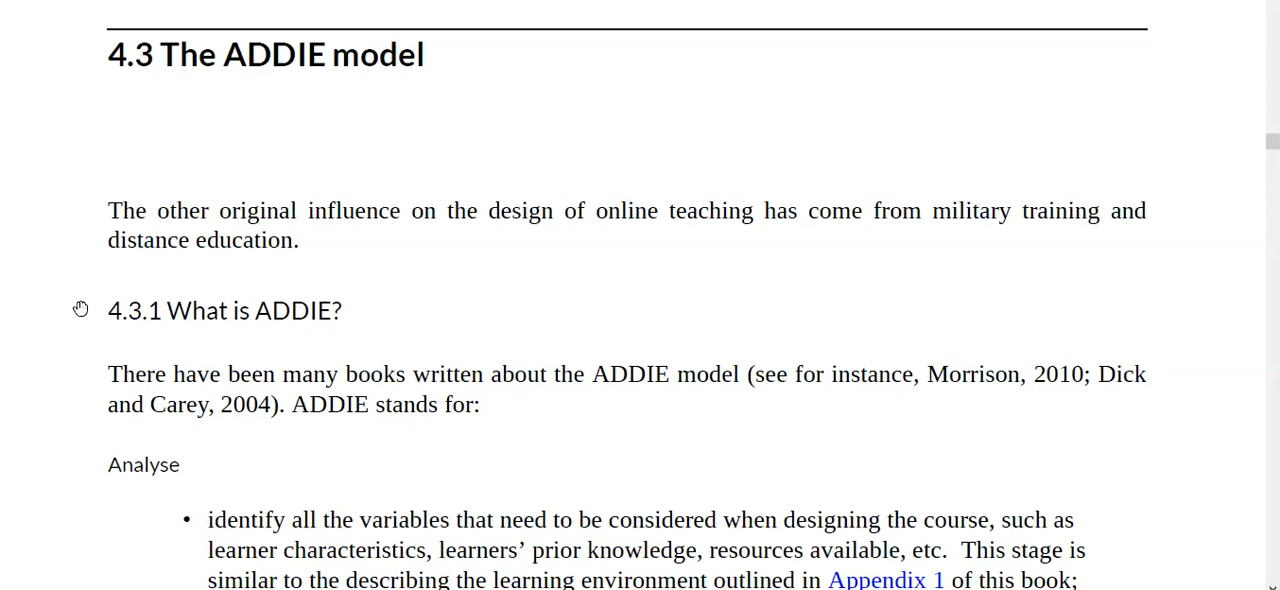 4.3 The ADDIE model
The other original influence on the design of online teaching has come from military training and
distance education.
4.3.1 What is ADDIE?
There have been many books written about the ADDIE model (see for instance, Morrison, 2010; Dick
and Carey, 2004). ADDIE stands for:
Analyse
• identify all the variables that need to be considered when designing the course, such as
learner characteristics, learners’ prior knowledge, resources available, etc.  This stage is
similar to the describing the learning environment outlined in Appendix 1 of this book;